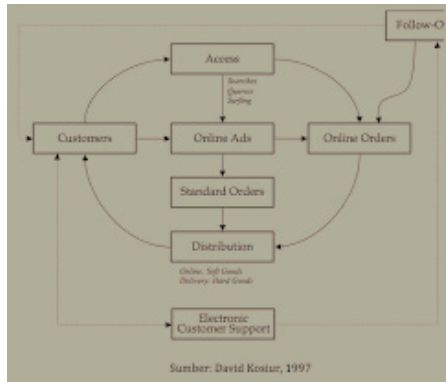 Follow-O
Access
Searches
Queries
Surfing
Customers
Online Ads
Online Orders
Standard Orders
Distribution
Online: Soft Goods
Delivery: Hard Goods
Electronic
Customer Support
Sumber: David Kosiur, 1997